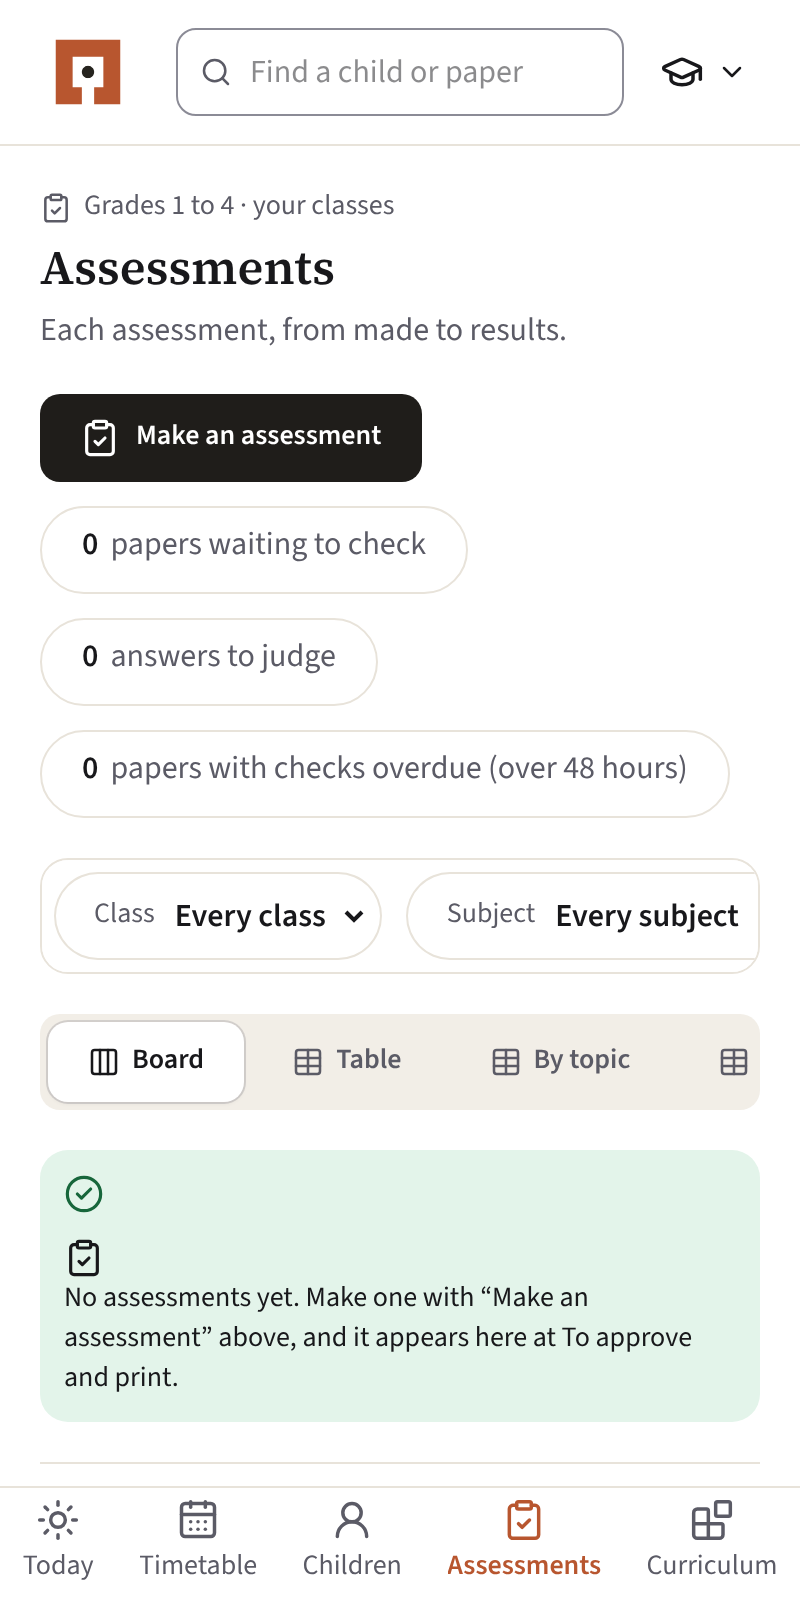 Find a child or paper
Grades 1 to 4 · your classes
Assessments
Each assessment, from made to results.
Make an assessment
0 papers waiting to check
0 answers to judge
0 papers with checks overdue (over 48 hours)
Class Every class Subject Every subject
Board Table By topic
No assessments yet. Make one with “Make an
assessment” above, and it appears here at To approve
and print.
Today Timetable Children Assessments Curriculum